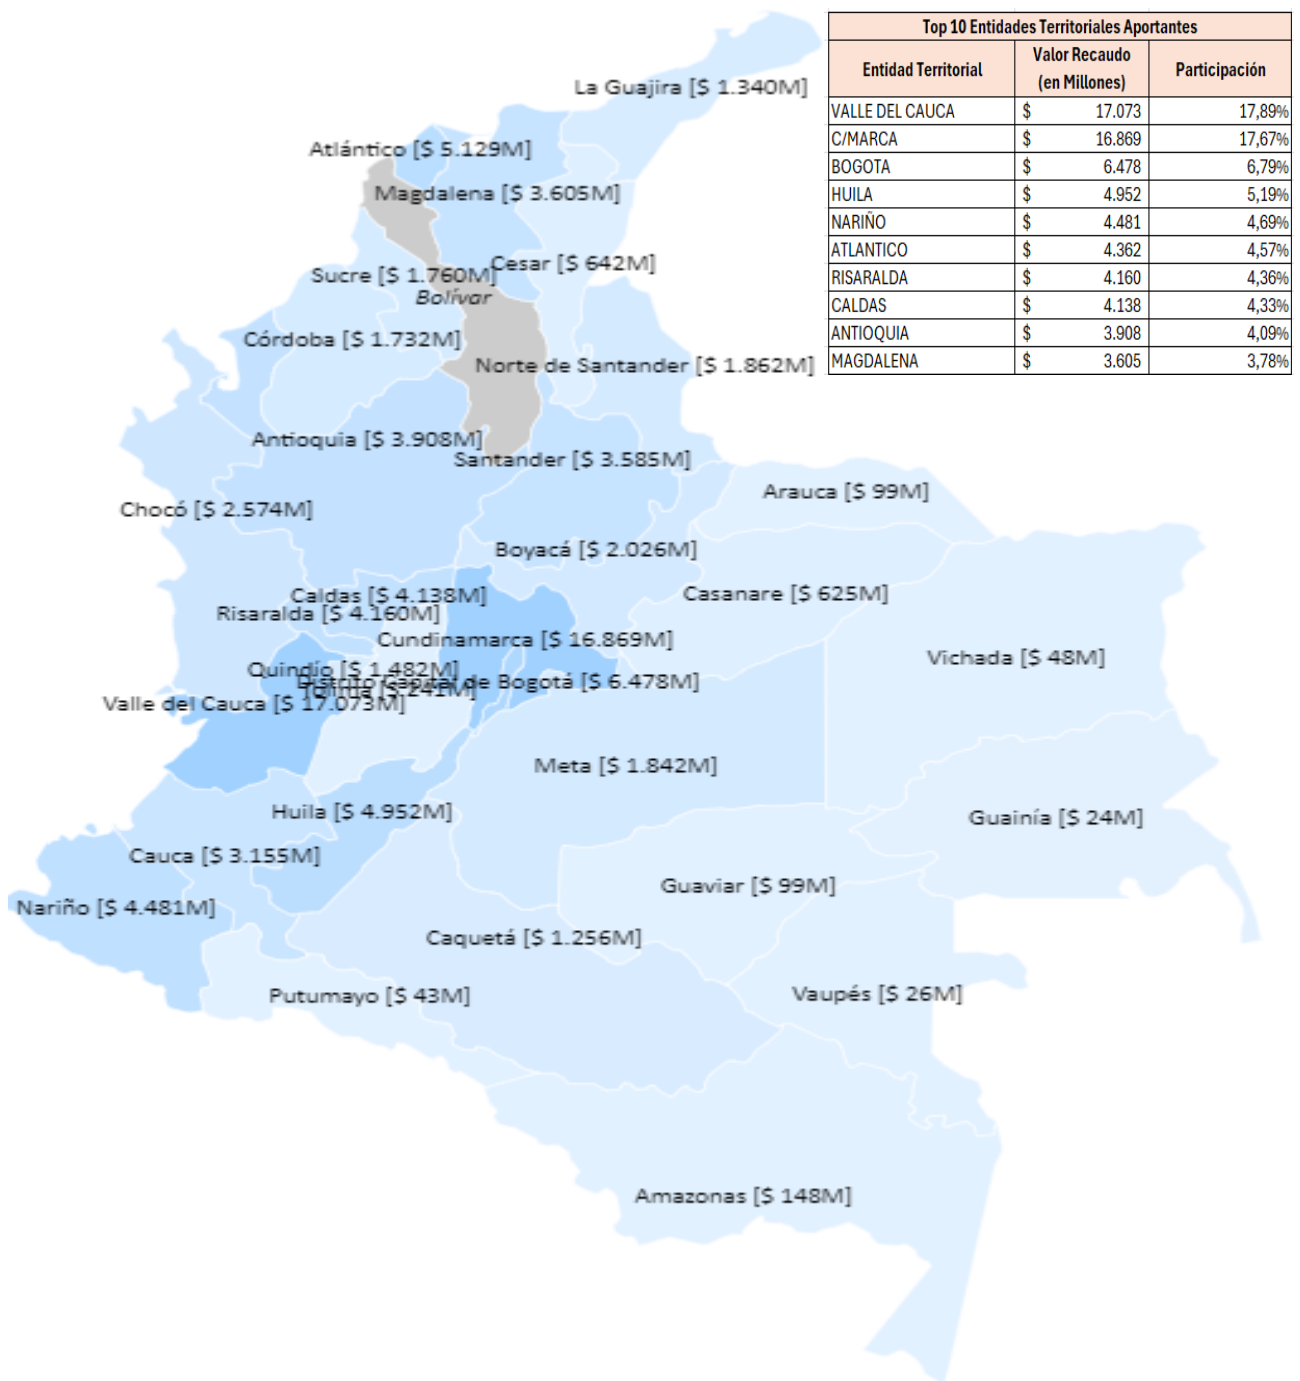 Top 10 Entidades Territoriales Aportantes
Entidad Territorial Valor Recaudo (en Millones) Participación
VALLE DEL CAUCA $ 17.073 17,89%
C/MARCA $ 16.869 17,67%
BOGOTA $ 6.478 6,79%
HUILA $ 4.952 5,19%
NARIÑO $ 4.481 4,69%
ATLANTICO $ 4.362 4,57%
RISARALDA $ 4.160 4,36%
CALDAS $ 4.138 4,33%
ANTIOQUIA $ 3.908 4,09%
MAGDALENA $ 3.605 3,78%
La Guajira [$ 1.340M]
Atlántico [$ 5.129M]
Magdalena [$ 3.605M]
Cesar [$ 642M]
Sucre [$ 1.760M]
Bolívar
Córdoba [$ 1.732M]
Norte de Santander [$ 1.862M]
Antioquia [$ 3.908M]
Santander [$ 3.585M]
Arauca [$ 99M]
Chocó [$ 2.574M]
Boyacá [$ 2.026M]
Caldas [$ 4.138M]
Casanare [$ 625M]
Risaralda [$ 4.160M]
Cundinamarca [$ 16.869M]
Vichada [$ 48M]
Quindío [$ 1.482M]
Distrito Capital de Bogotá [$ 6.478M]
Tolima [$ 241M]
Valle del Cauca [$ 17.073M]
Meta [$ 1.842M]
Huila [$ 4.952M]
Guainía [$ 24M]
Cauca [$ 3.155M]
Guaviar [$ 99M]
Nariño [$ 4.481M]
Caquetá [$ 1.256M]
Putumayo [$ 43M]
Vaupés [$ 26M]
Amazonas [$ 148M]